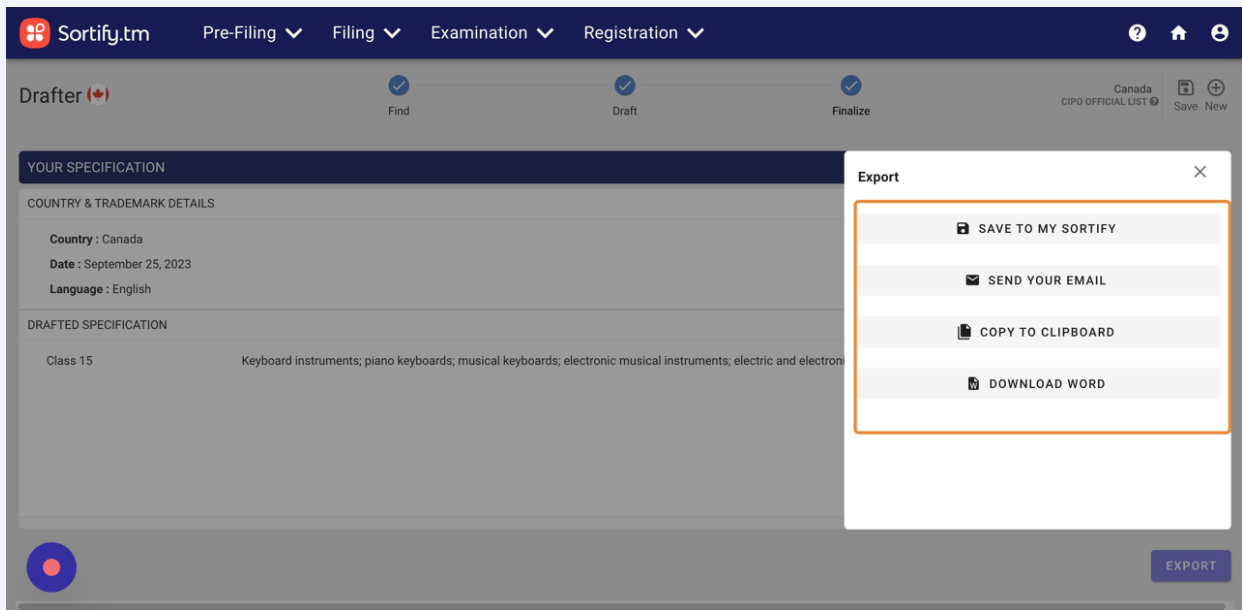 Sortify.tm Pre-Filing Filing Examination Registration
Drafter
Find Draft Finalize
Canada
CIPO OFFICIAL LIST
Save New
YOUR SPECIFICATION
COUNTRY & TRADEMARK DETAILS
Country : Canada
Date : September 25, 2023
Language : English
DRAFTED SPECIFICATION
Class 15 Keyboard instruments; piano keyboards; musical keyboards; electronic musical instruments; electric and electroni
Export
SAVE TO MY SORTIFY
SEND YOUR EMAIL
COPY TO CLIPBOARD
DOWNLOAD WORD
EXPORT